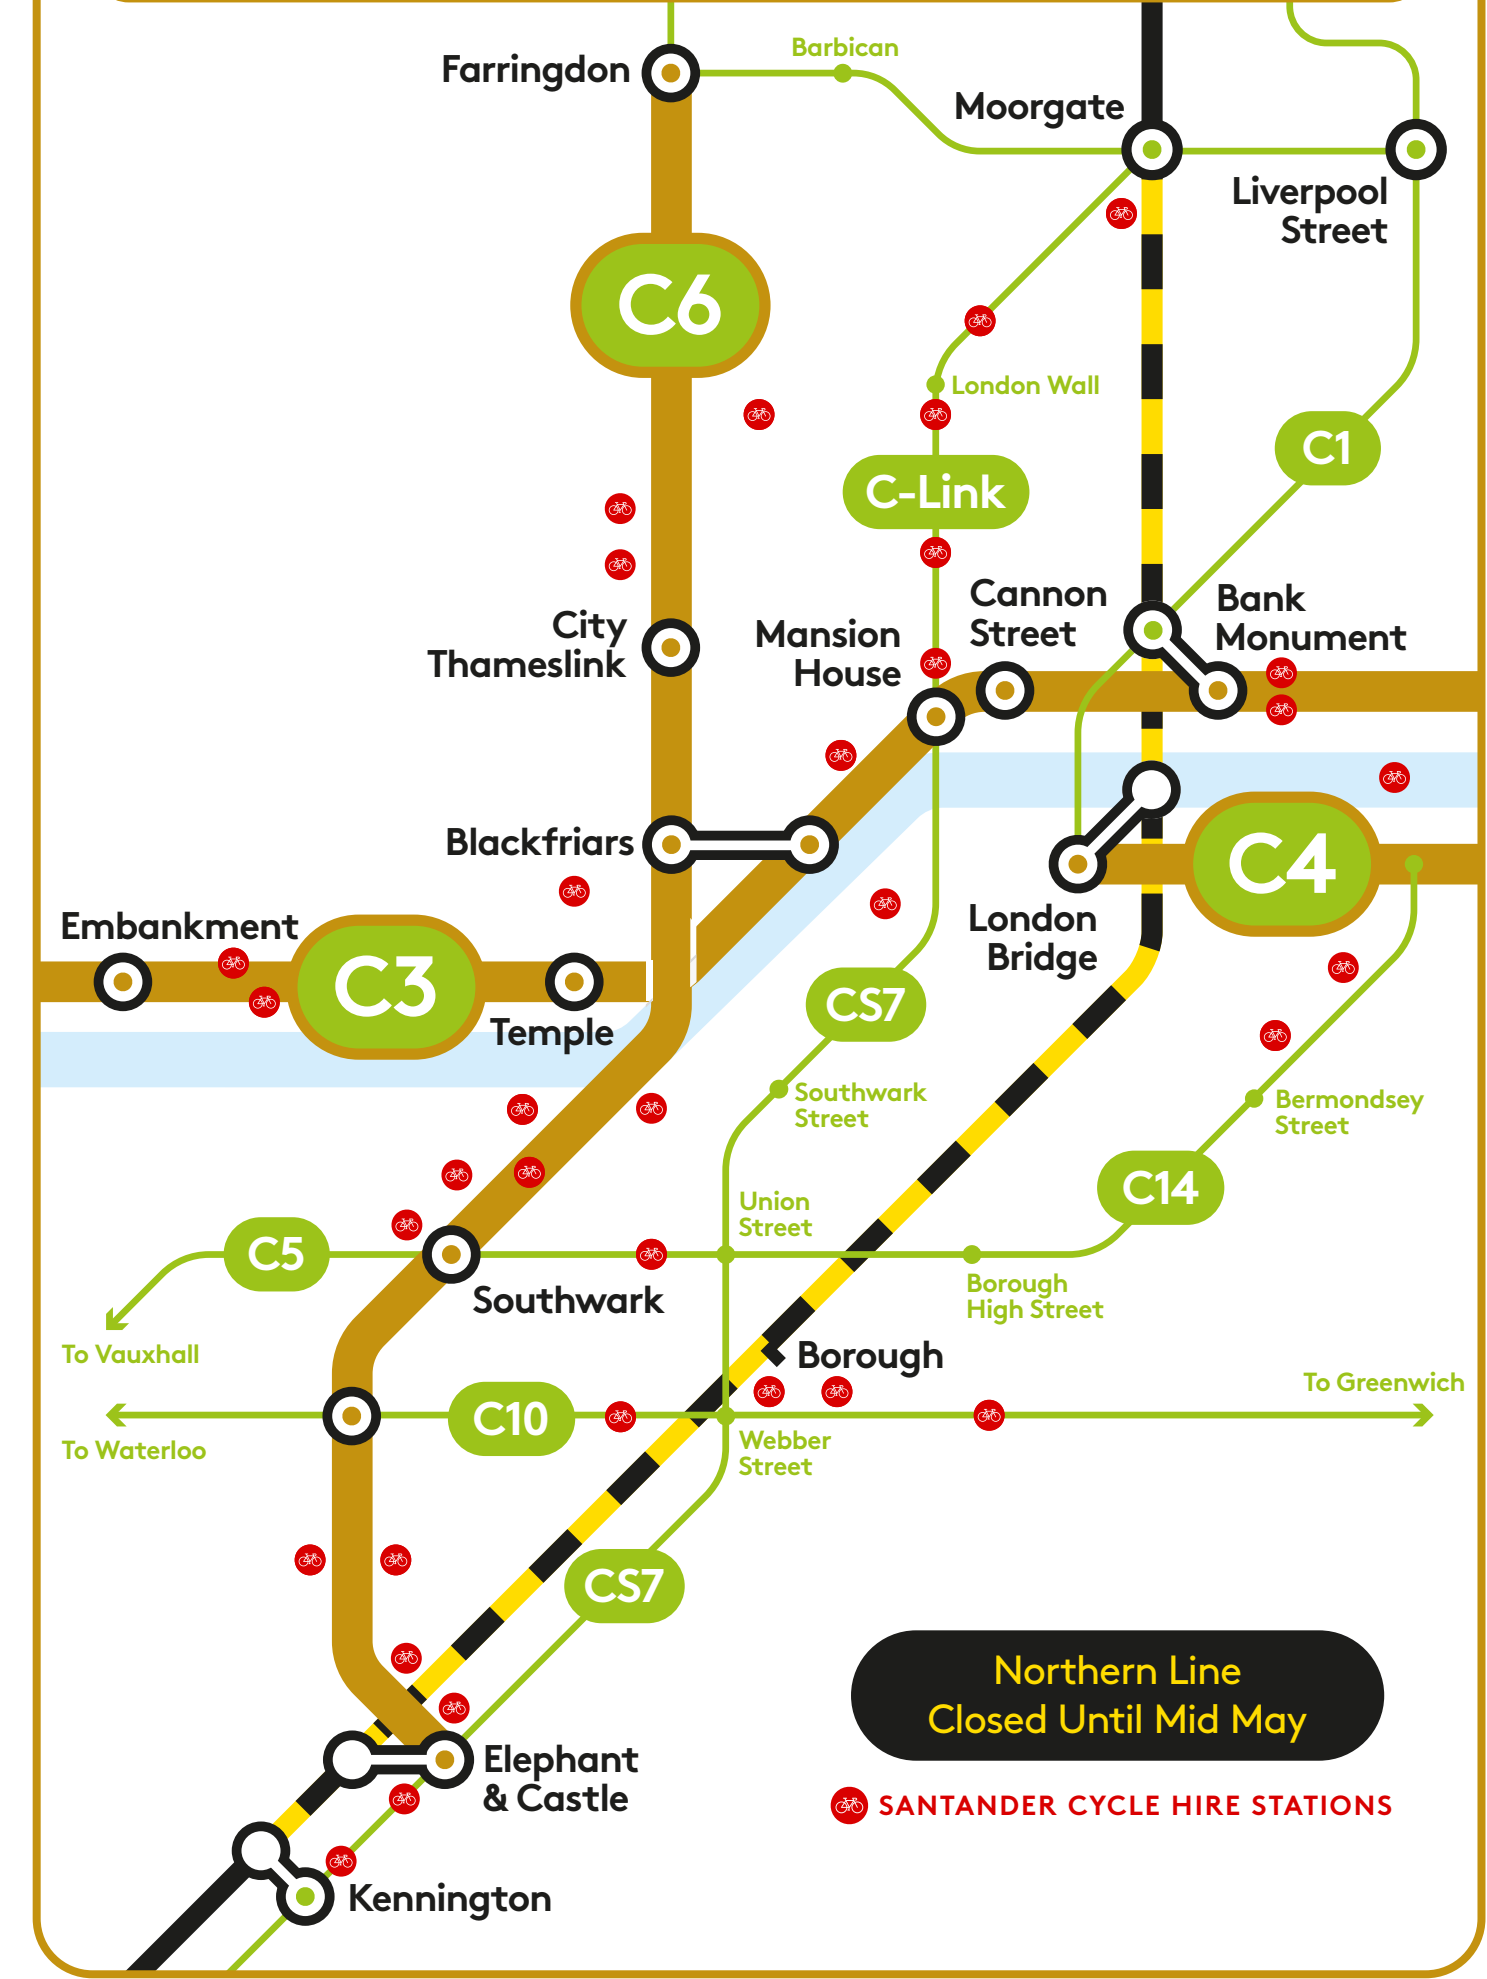 Barbican
Farringdon
Moorgate
Liverpool
Street
C6
London Wall
C1
C-Link
Cannon
Street
Bank
Monument
City
Thameslink
Mansion
House
Blackfriars
C4
Embankment
London
Bridge
C3
CS7
Temple
Southwark
Street
Bermondsey
Street
C14
Union
Street
C5
Borough
High Street
Southwark
To Vauxhall
Borough
To Greenwich
C10
To Waterloo
Webber
Street
CS7
Northern Line
Closed Until Mid May
Elephant
& Castle
SANTANDER CYCLE HIRE STATIONS
Kennington